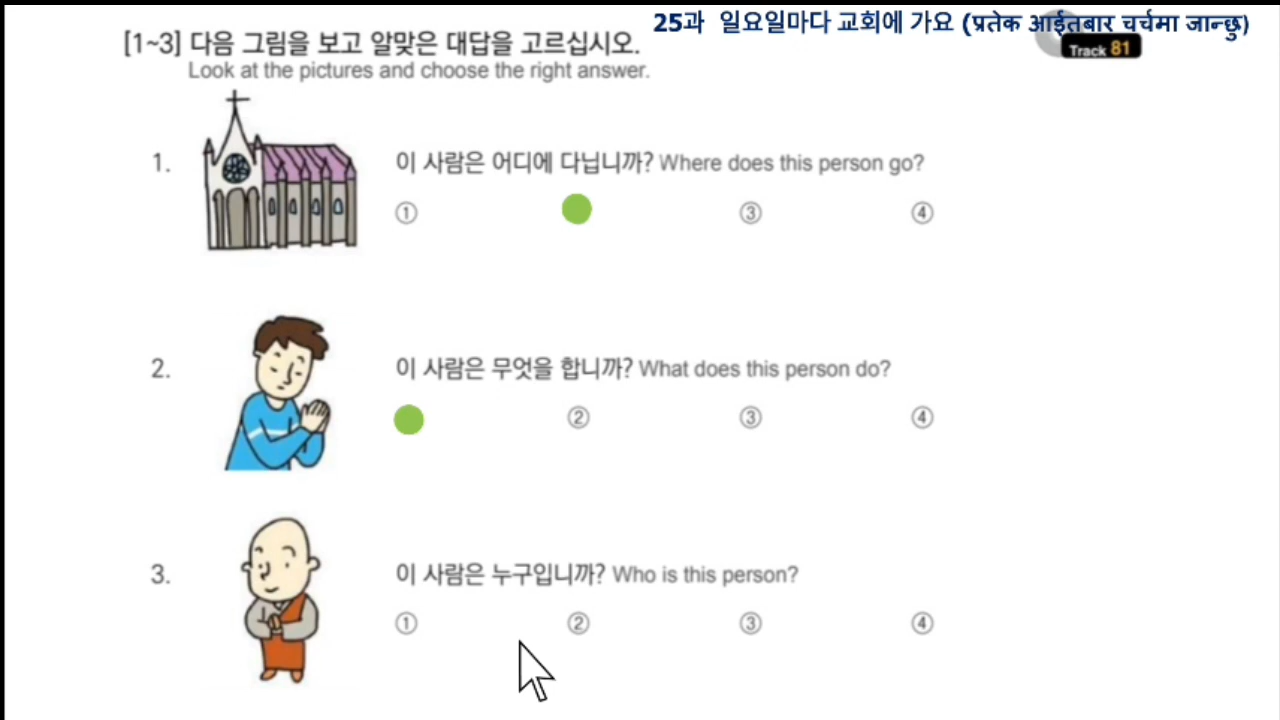 25과 일요일마다 교회에 가요 (प्रतेक आईतबार चर्चमा जान्छु)
[1~3] 다음 그림을 보고 알맞은 대답을 고르십시오.
Track 81
Look at the pictures and choose the right answer.
1. 이 사람은 어디에 다닙니까? Where does this person go?
① ③ ④
2. 이 사람은 무엇을 합니까? What does this person do?
② ③ ④
3. 이 사람은 누구입니까? Who is this person?
① ② ③ ④